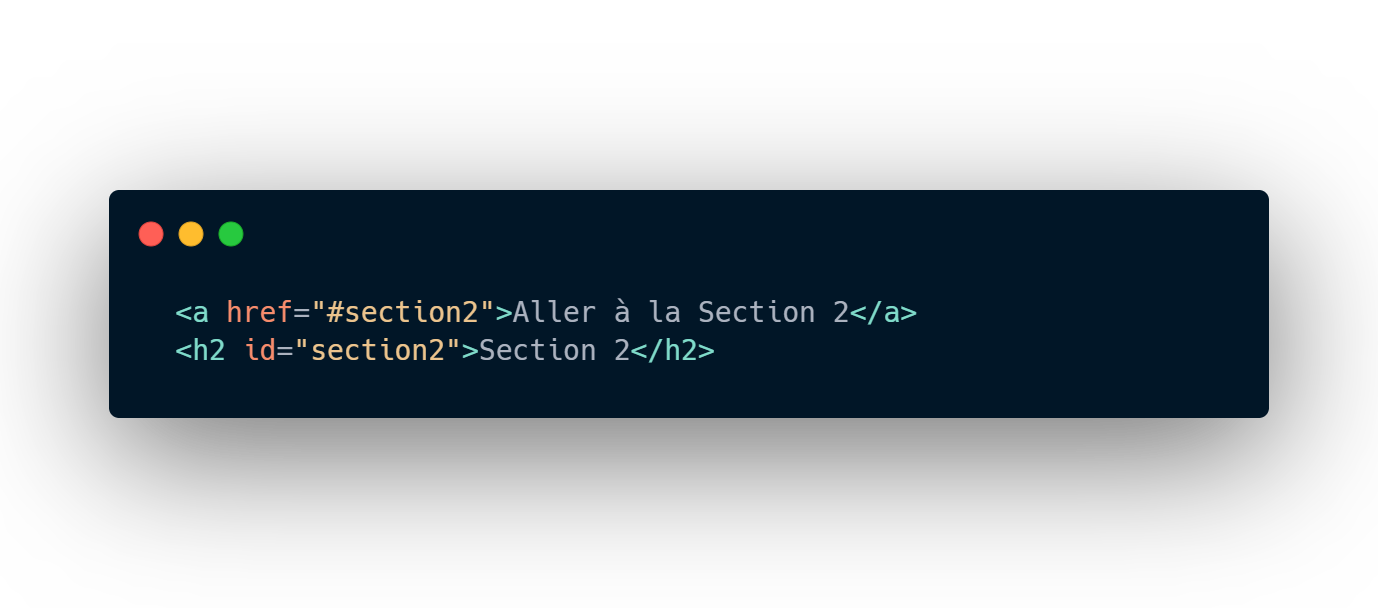 <a href="#section2">Aller à la Section 2</a>
<h2 id="section2">Section 2</h2>